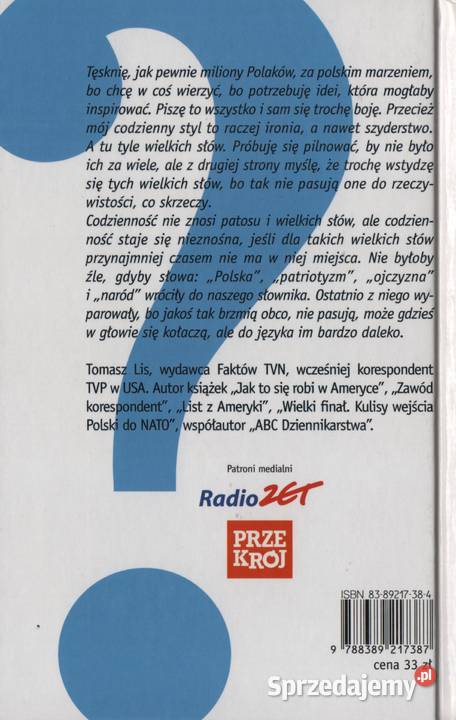 Tęsknię, jak pewnie miliony Polaków, za polskim marzeniem,
bo chcę w coś wierzyć, bo potrzebuję idei, która mogłaby
inspirować. Piszę to wszystko i sam się trochę boję. Przecież
mój codzienny styl to raczej ironia, a nawet szyderstwo.
A tu tyle wielkich słów. Próbuję się pilnować, by nie było
ich za wiele, ale z drugiej strony myślę, że trochę wstydzę
się tych wielkich słów, bo tak nie pasują one do rzeczy-
wistości, co skrzeczy.
Codzienność nie znosi patosu i wielkich słów, ale codzien-
ność staje się nieznośna, jeśli dla takich wielkich słów
przynajmniej czasem nie ma w niej miejsca. Nie byłoby
źle, gdyby słowa: „Polska”, „patriotyzm”, „ojczyzna”
i „naród” wróciły do naszego słownika. Ostatnio z niego wy-
parowały, bo jakoś tak brzmią obco, nie pasują, może gdzieś
w głowie się kołaczą, ale do języka im bardzo daleko.
Tomasz Lis, wydawca Faktów TVN, wcześniej korespondent
TVP w USA. Autor książek „Jak to się robi w Ameryce”, „Zawód
korespondent”, „List z Ameryki”, „Wielki finał. Kulisy wejścia
Polski do NATO”, współautor „ABC Dziennikarstwa”.
Patroni medialni
Radio ZET
PRZE
KRÓJ
ISBN 83-89217-38-4
9 788389 217387
cena 33 zł
Sprzedajemy.pl